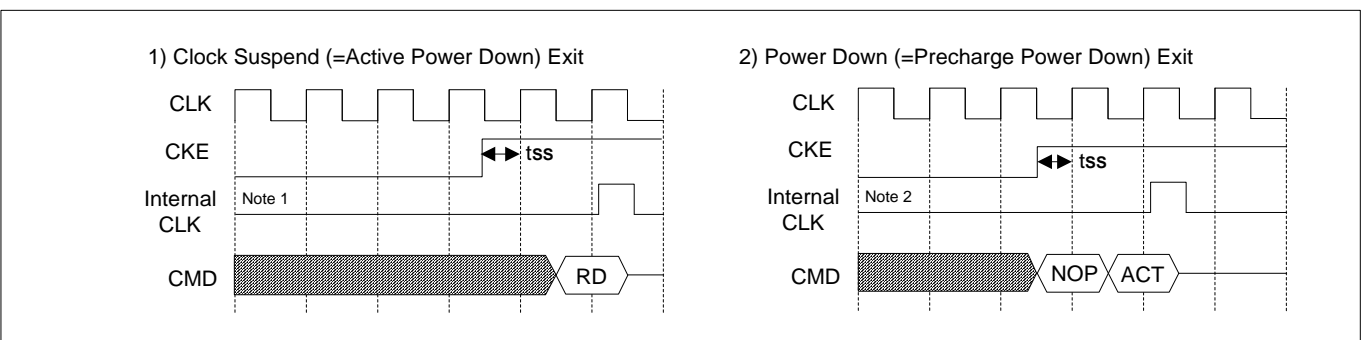 1) Clock Suspend (=Active Power Down) Exit
CLK
CKE
tss
Internal CLK
Note 1
CMD
RD
2) Power Down (=Precharge Power Down) Exit
CLK
CKE
tss
Internal CLK
Note 2
CMD
NOP
ACT